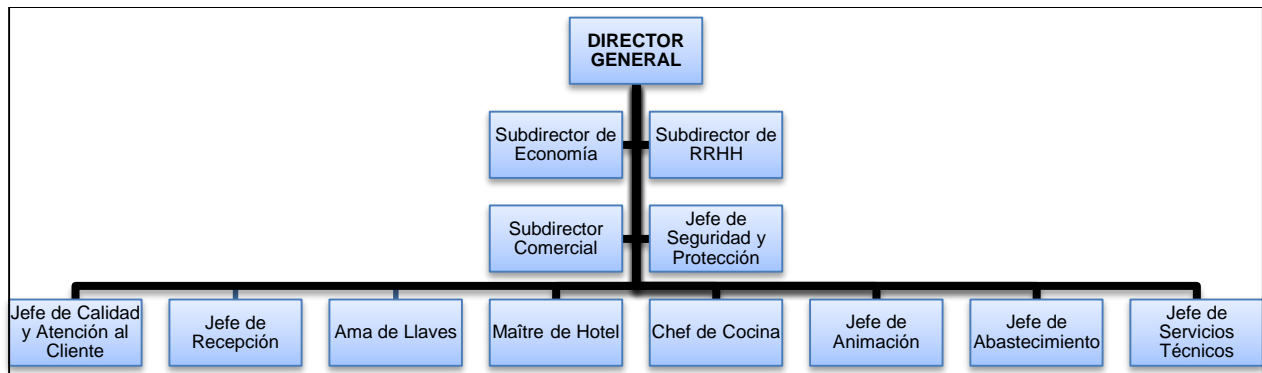 DIRECTOR
GENERAL
Subdirector de
Economía
Subdirector de
RRHH
Subdirector
Comercial
Jefe de
Seguridad y
Protección
Jefe de Calidad
y Atención al
Cliente
Jefe de
Recepción
Ama de Llaves
Maître de Hotel
Chef de Cocina
Jefe de
Animación
Jefe de
Abastecimiento
Jefe de
Servicios
Técnicos